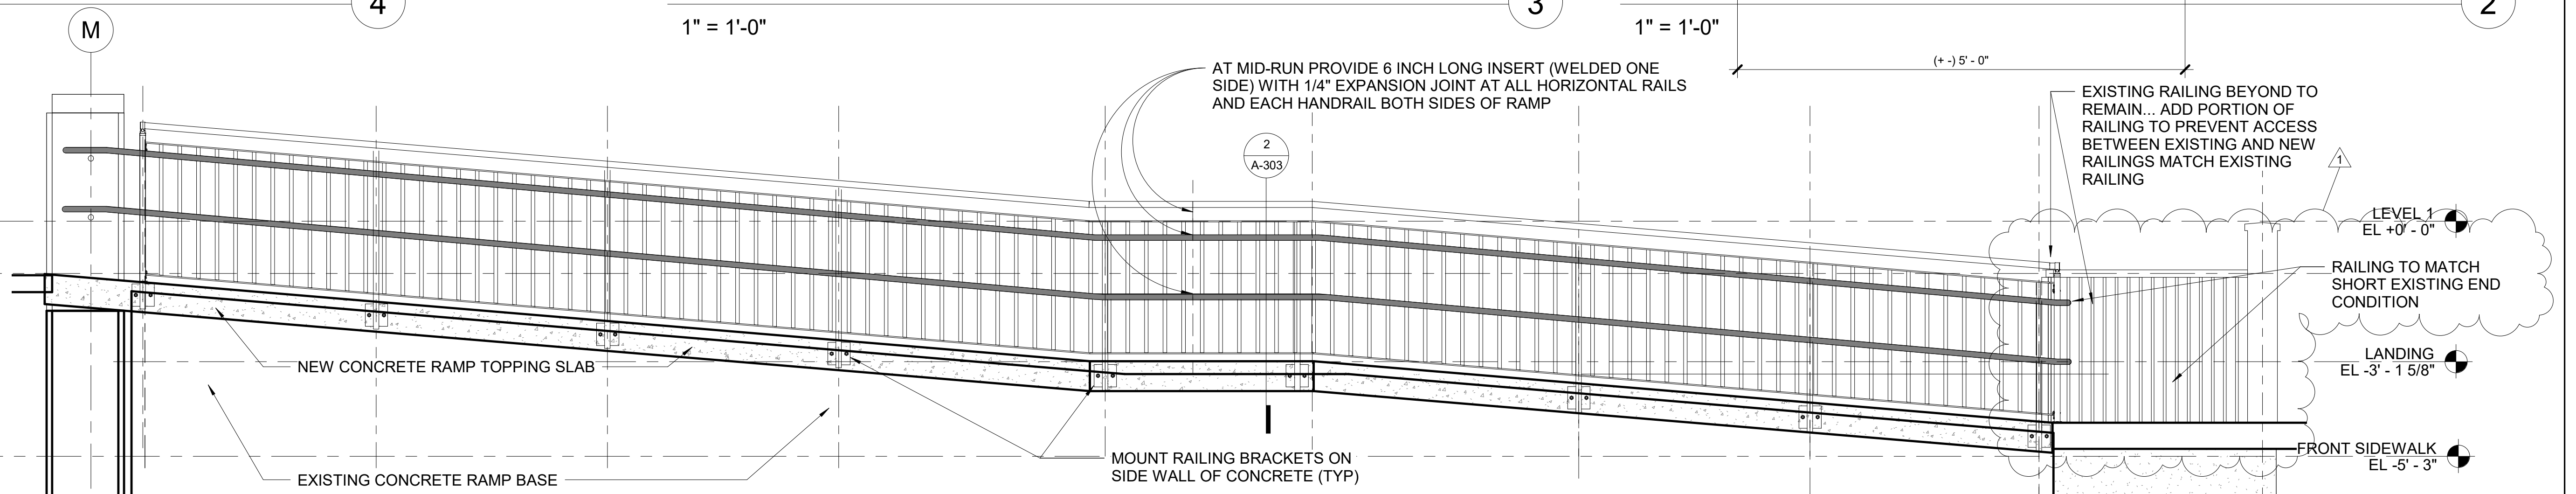 4
3
2
M
1" = 1'-0"
1" = 1'-0"
(+ -) 5' - 0"
AT MID-RUN PROVIDE 6 INCH LONG INSERT (WELDED ONE
SIDE) WITH 1/4" EXPANSION JOINT AT ALL HORIZONTAL RAILS
AND EACH HANDRAIL BOTH SIDES OF RAMP
2
A-303
EXISTING RAILING BEYOND TO
REMAIN... ADD PORTION OF
RAILING TO PREVENT ACCESS
BETWEEN EXISTING AND NEW
RAILINGS MATCH EXISTING
RAILING
1
LEVEL 1
EL +0' - 0"
RAILING TO MATCH
SHORT EXISTING END
CONDITION
LANDING
EL -3' - 1 5/8"
NEW CONCRETE RAMP TOPPING SLAB
FRONT SIDEWALK
EL -5' - 3"
MOUNT RAILING BRACKETS ON
SIDE WALL OF CONCRETE (TYP)
EXISTING CONCRETE RAMP BASE